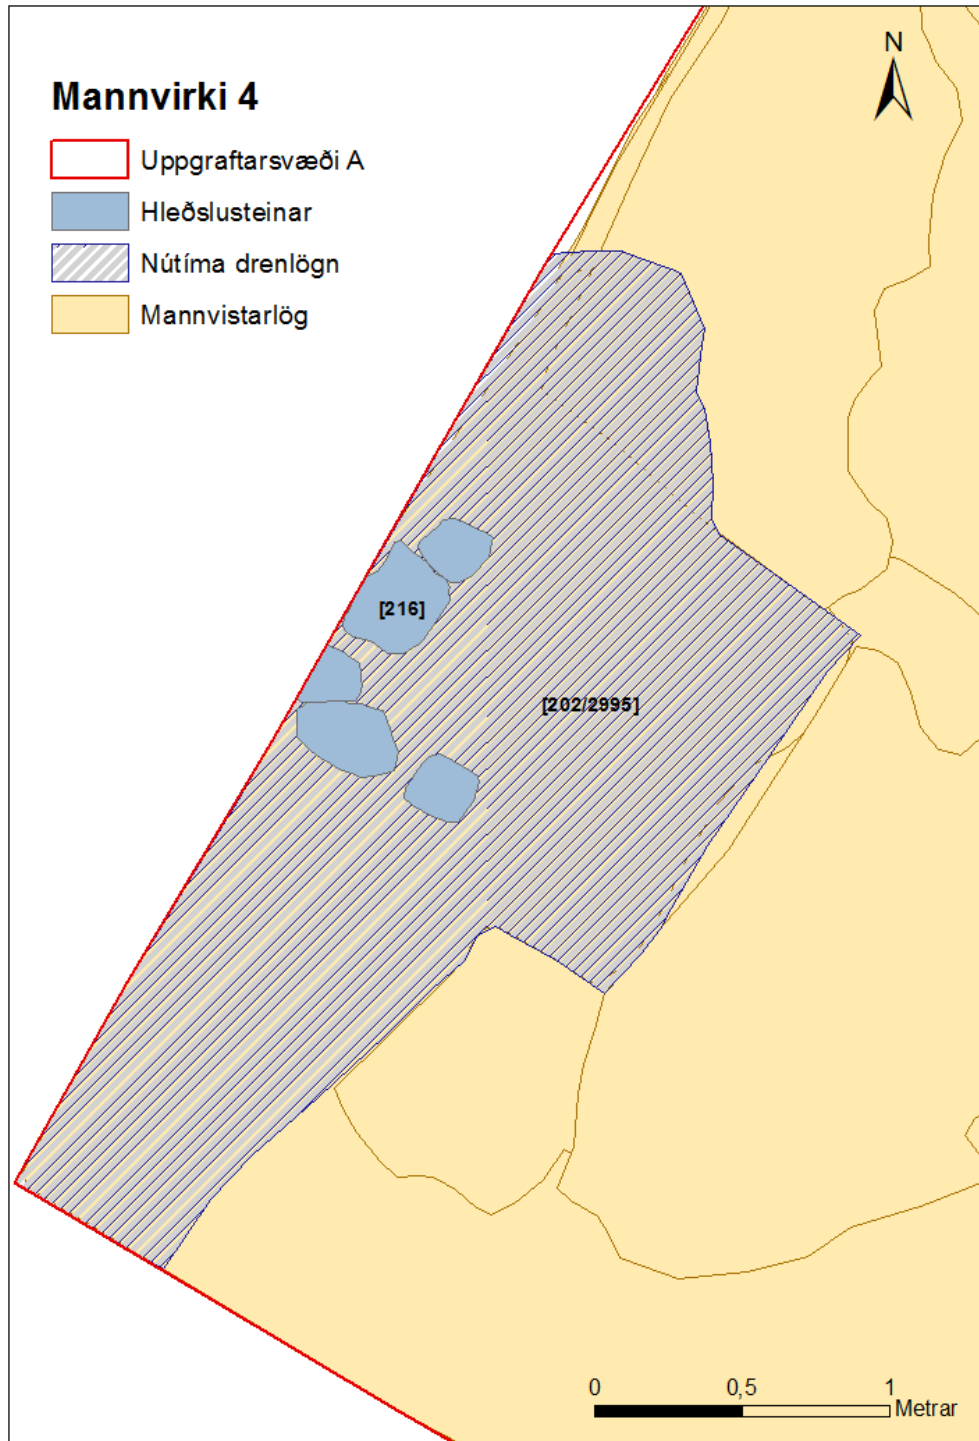 Mannvirki 4
Uppgraftarsvæði A
Hleðslusteinar
Nútíma drenlögn
Mannvistarlög
N
[216]
[202/2995]
0 0,5 1
Metrar